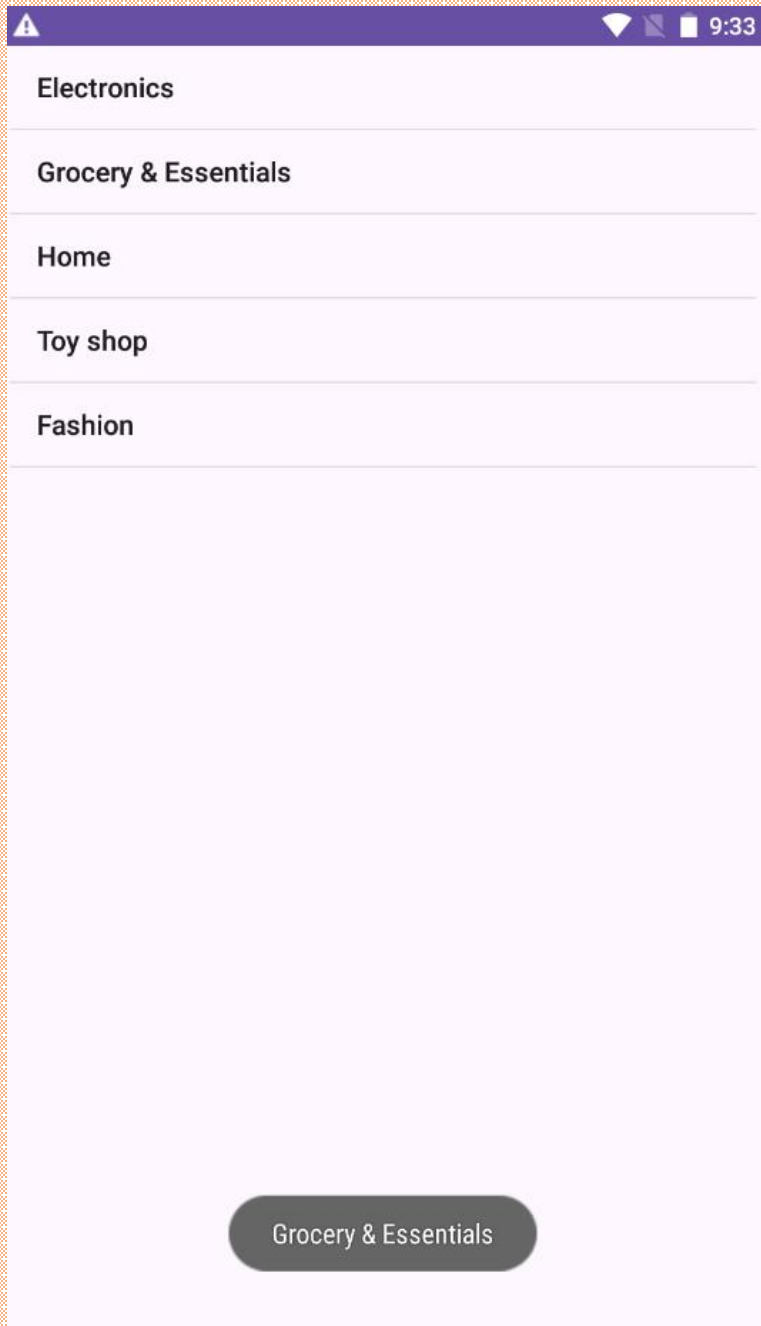 9:33
Electronics
Grocery & Essentials
Home
Toy shop
Fashion
Grocery & Essentials